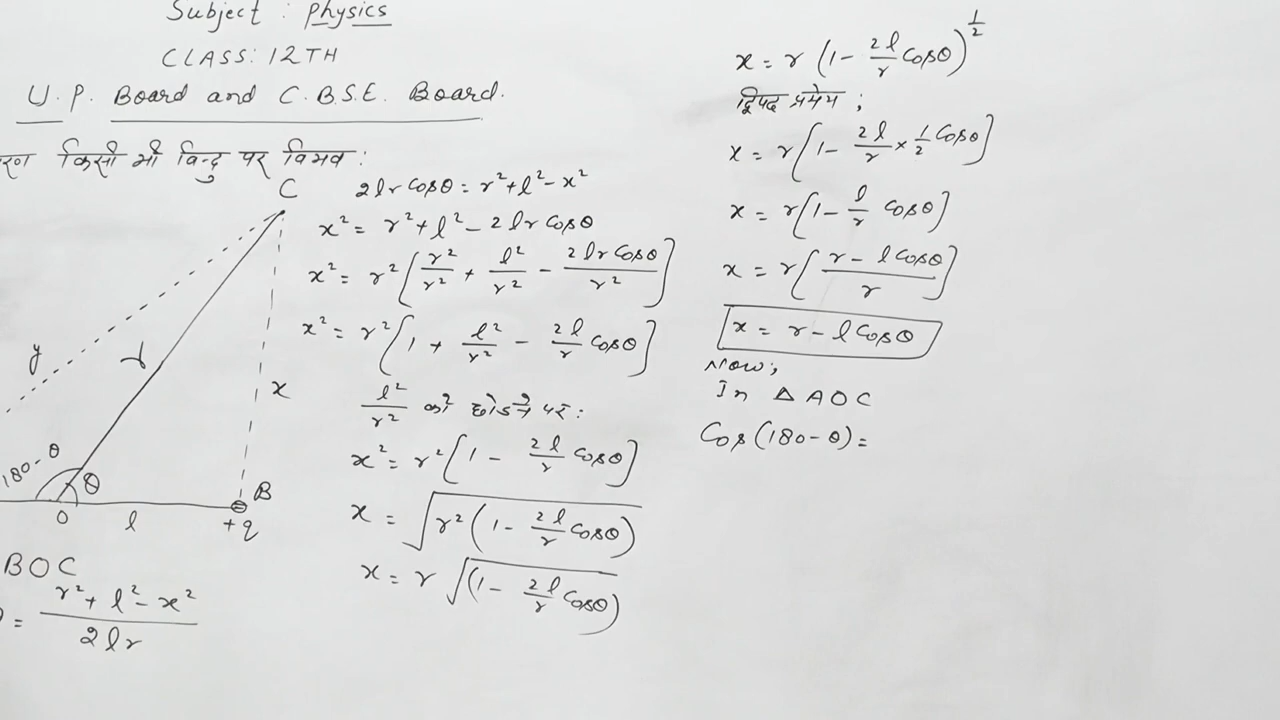 Subject : Physics
CLASS: 12TH
U.P. Board and C.B.S.E. Board.
किसी भी विन्दु पर विभव :
C
y
r
x
180-θ
θ
O
l
B
+q
BOC
= (r²+l²-x²)/(2lr)
2lr Cosθ = r²+l²-x²
x² = r²+l²-2lr Cosθ
x² = r²[r²/r² + l²/r² - 2lr Cosθ/r²]
x² = r²[1 + l²/r² - 2l/r Cosθ]
l²/r² को छोडने पर :
x² = r²[1 - 2l/r Cosθ]
x = √(r²(1 - 2l/r Cosθ))
x = r√(1 - 2l/r Cosθ)
x = r(1 - 2l/r Cosθ)^½
द्विपद प्रमेय ;
x = r[1 - 2l/r × ½ Cosθ]
x = r[1 - l/r Cosθ]
x = r[(r - l Cosθ)/r]
x = r - l Cosθ
Now;
In △AOC
Cos(180-θ) =